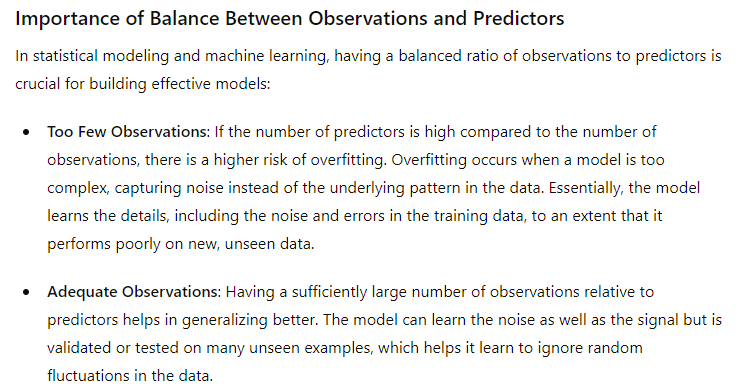 Importance of Balance Between Observations and Predictors
In statistical modeling and machine learning, having a balanced ratio of observations to predictors is
crucial for building effective models:
• Too Few Observations: If the number of predictors is high compared to the number of
observations, there is a higher risk of overfitting. Overfitting occurs when a model is too
complex, capturing noise instead of the underlying pattern in the data. Essentially, the model
learns the details, including the noise and errors in the training data, to an extent that it
performs poorly on new, unseen data.
• Adequate Observations: Having a sufficiently large number of observations relative to
predictors helps in generalizing better. The model can learn the noise as well as the signal but is
validated or tested on many unseen examples, which helps it learn to ignore random
fluctuations in the data.